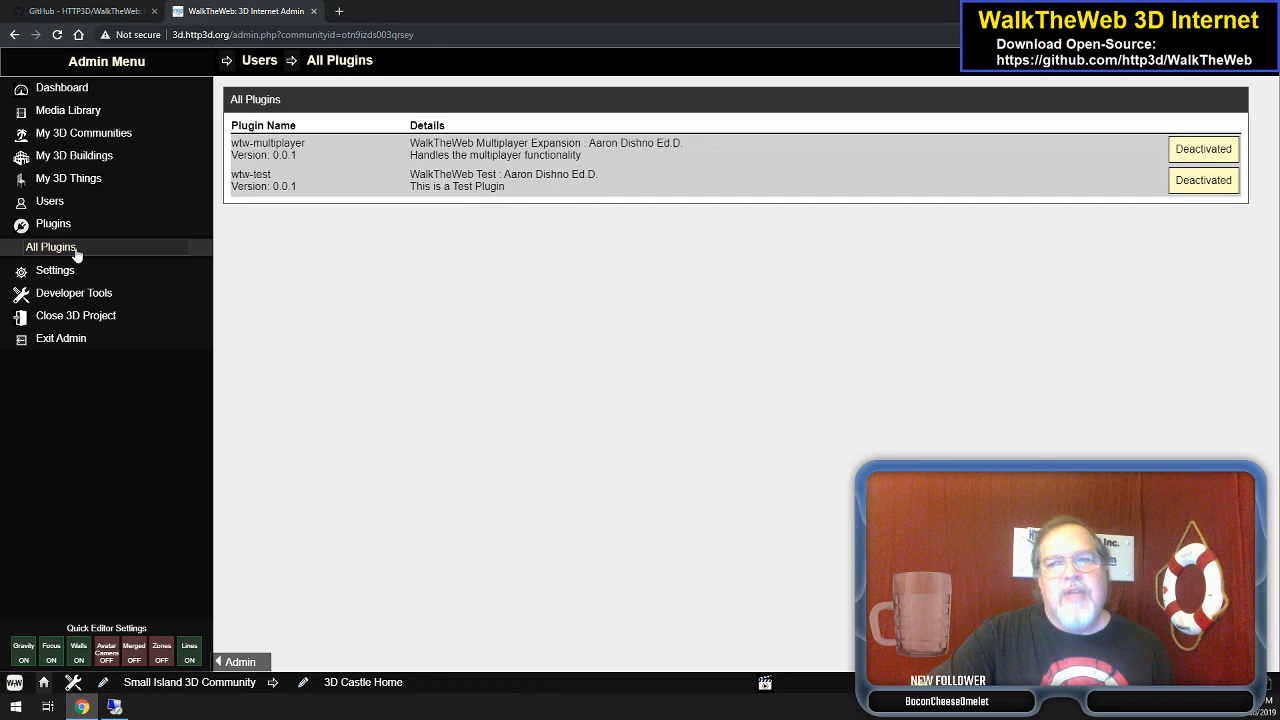 GitHub - HTTP3D/WalkTheWeb:
WalkTheWeb: 3D Internet Admin
Not secure
3d.http3d.org/admin.php?communityid=otn9izds003qrsey
WalkTheWeb 3D Internet
Download Open-Source:
https://github.com/http3d/WalkTheWeb
Admin Menu
Users
All Plugins
Dashboard
Media Library
My 3D Communities
My 3D Buildings
My 3D Things
Users
Plugins
All Plugins
Settings
Developer Tools
Close 3D Project
Exit Admin
All Plugins
Plugin Name Details
wtw-multiplayer WalkTheWeb Multiplayer Expansion : Aaron Dishno Ed.D. Deactivated
Version: 0.0.1 Handles the multiplayer functionality
wtw-test WalkTheWeb Test : Aaron Dishno Ed.D. Deactivated
Version: 0.0.1 This is a Test Plugin
Quick Editor Settings
Gravity ON
Focus ON
Walls ON
Avatar Camera OFF
Merged OFF
Zones OFF
Lines ON
Admin
Small Island 3D Community
3D Castle Home
Inc.
NEW FOLLOWER
BaconCheeseOmelet